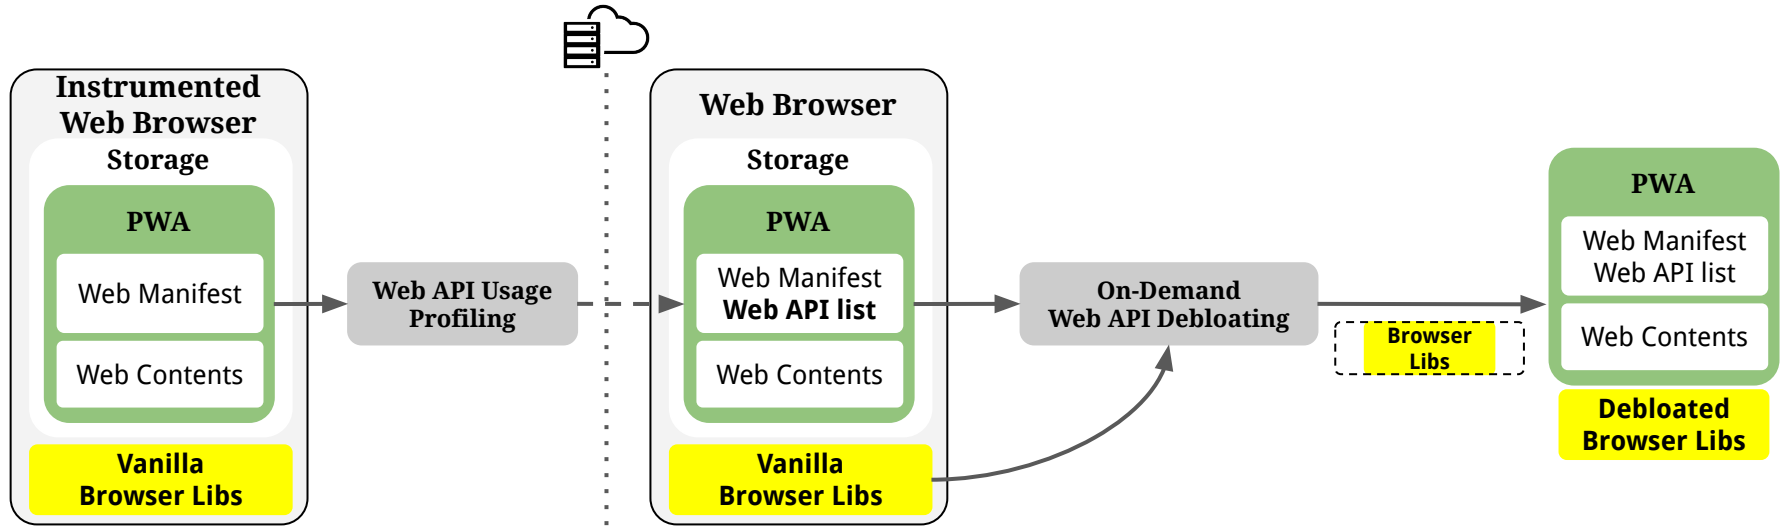 Instrumented
Web Browser
Storage
PWA
Web Manifest
Web Contents
Vanilla
Browser Libs
Web API Usage
Profiling
Web Browser
Storage
PWA
Web Manifest
Web API list
Web Contents
Vanilla
Browser Libs
On-Demand
Web API Debloating
Browser
Libs
PWA
Web Manifest
Web API list
Web Contents
Debloated
Browser Libs